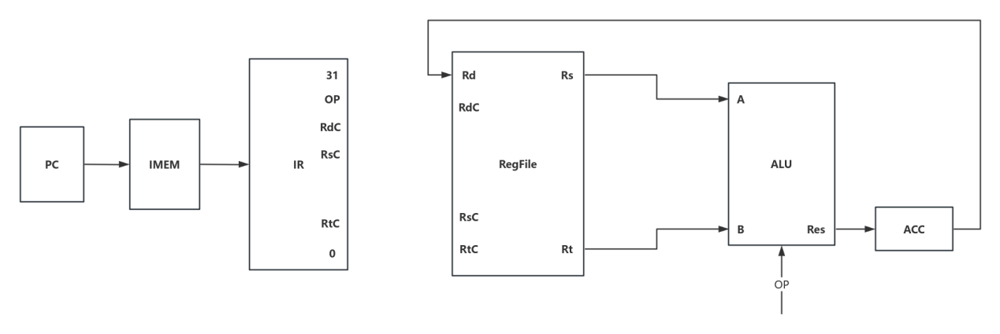 PC
IMEM
IR
31
OP
RdC
RsC
RtC
0
Rd
RdC
RegFile
RsC
RtC
Rs
Rt
A
B
ALU
Res
OP
ACC